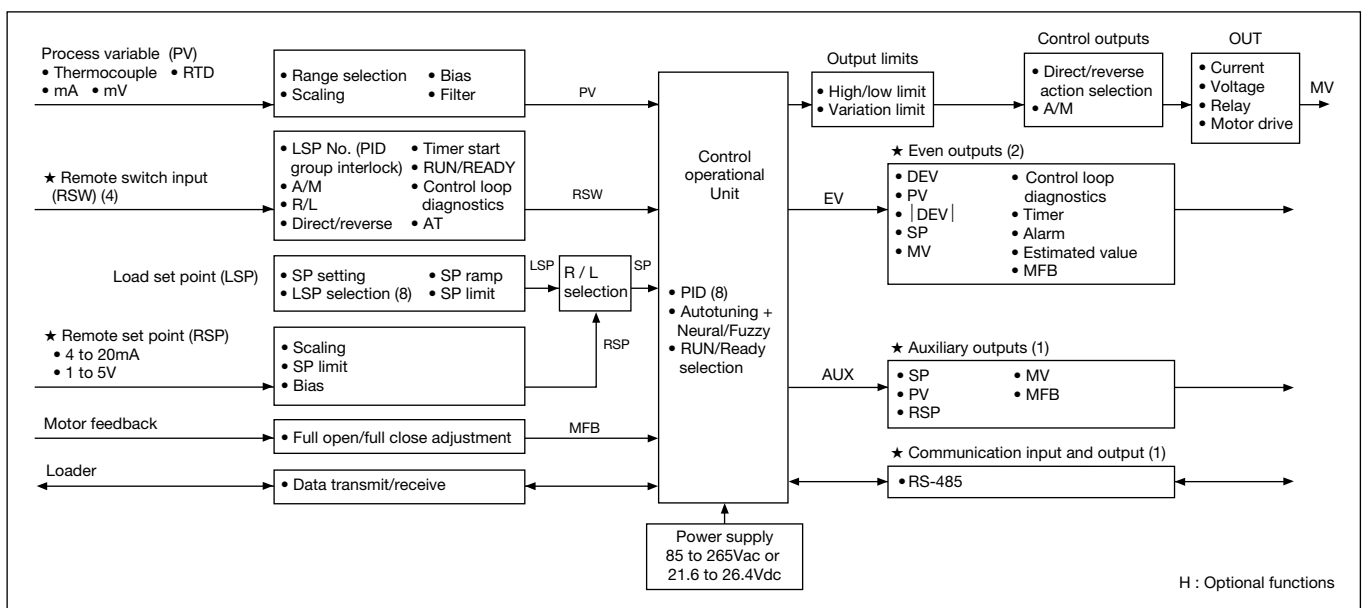 Process variable (PV)
• Thermocouple • RTD
• mA • mV
• Range selection • Bias
• Scaling • Filter
PV
★ Remote switch input
(RSW) (4)
• LSP No. (PID
group interlock)
• A/M
• R/L
• Direct/reverse
• Timer start
• RUN/READY
• Control loop
diagnostics
• AT
RSW
Load set point (LSP)
• SP setting
• LSP selection (8)
• SP ramp
• SP limit
LSP
R / L
selection
SP
RSP
★ Remote set point (RSP)
• 4 to 20mA
• 1 to 5V
• Scaling
• SP limit
• Bias
Motor feedback
• Full open/full close adjustment
MFB
Loader
• Data transmit/receive
Control
operational
Unit
• PID (8)
• Autotuning +
Neural/Fuzzy
• RUN/Ready
selection
Power supply
85 to 265Vac or
21.6 to 26.4Vdc
Output limits
• High/low limit
• Variation limit
Control outputs
• Direct/reverse
action selection
• A/M
OUT
• Current
• Voltage
• Relay
• Motor drive
MV
EV
★ Even outputs (2)
• DEV
• PV
• |DEV|
• SP
• MV
• Control loop
diagnostics
• Timer
• Alarm
• Estimated value
• MFB
AUX
★ Auxiliary outputs (1)
• SP
• PV
• RSP
• MV
• MFB
★ Communication input and output (1)
• RS-485
H : Optional functions